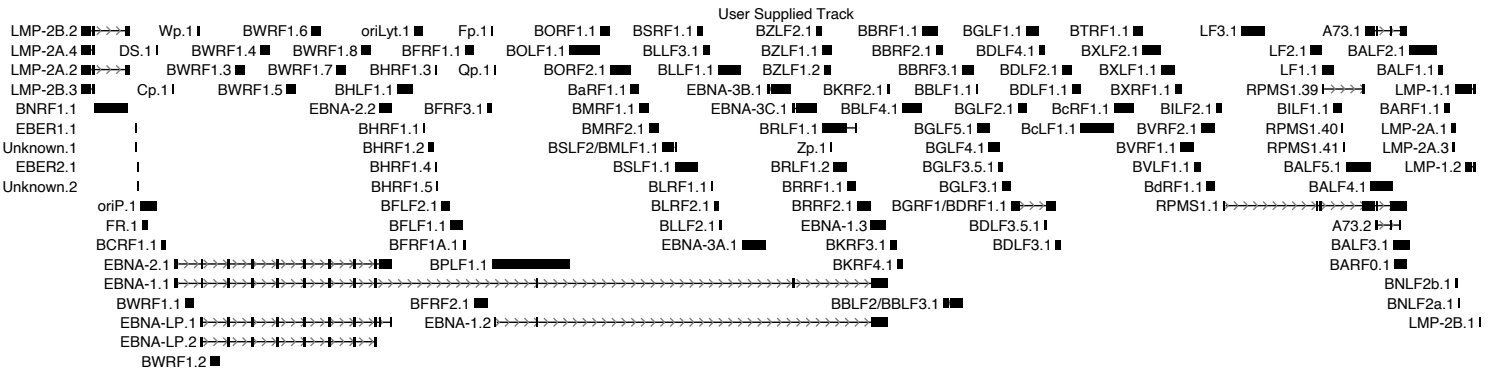 User Supplied Track
LMP-2B.2 Wp.1 BWRF1.6 oriLyt.1 Fp.1 BORF1.1 BSRF1.1 BZLF2.1 BBRF1.1 BGLF1.1 BTRF1.1 LF3.1 A73.1
LMP-2A.4 DS.1 BWRF1.4 BWRF1.8 BFRF1.1 BOLF1.1 BLLF3.1 BZLF1.1 BBRF2.1 BDLF4.1 BXLF2.1 LF2.1 BALF2.1
LMP-2A.2 BWRF1.3 BWRF1.7 BHRF1.3 Qp.1 BORF2.1 BLLF1.1 BZLF1.2 BBRF3.1 BDLF2.1 BXLF1.1 LF1.1 BALF1.1
LMP-2B.3 Cp.1 BWRF1.5 BHLF1.1 BaRF1.1 EBNA-3B.1 BKRF2.1 BBLF1.1 BDLF1.1 BXRF1.1 RPMS1.39 LMP-1.1
BNRF1.1 EBNA-2.2 BFRF3.1 BMRF1.1 EBNA-3C.1 BBLF4.1 BGLF2.1 BcRF1.1 BILF2.1 BILF1.1 BARF1.1
EBER1.1 BHRF1.1 BMRF2.1 BRLF1.1 BGLF5.1 BcLF1.1 BVRF2.1 RPMS1.40 LMP-2A.1
Unknown.1 BHRF1.2 BSLF2/BMLF1.1 Zp.1 BGLF4.1 BVRF1.1 RPMS1.41 LMP-2A.3
EBER2.1 BHRF1.4 BSLF1.1 BRLF1.2 BGLF3.5.1 BVLF1.1 BALF5.1 LMP-1.2
Unknown.2 BHRF1.5 BLRF1.1 BRRF1.1 BGLF3.1 BdRF1.1 BALF4.1
oriP.1 BFLF2.1 BLRF2.1 BRRF2.1 BGRF1/BDRF1.1 RPMS1.1
FR.1 BFLF1.1 BLLF2.1 EBNA-1.3 BDLF3.5.1 A73.2
BCRF1.1 BFRF1A.1 EBNA-3A.1 BKRF3.1 BDLF3.1 BALF3.1
EBNA-2.1 BPLF1.1 BKRF4.1 BARF0.1
EBNA-1.1 BNLF2b.1
BWRF1.1 BFRF2.1 BBLF2/BBLF3.1 BNLF2a.1
EBNA-LP.1 EBNA-1.2 LMP-2B.1
EBNA-LP.2
BWRF1.2